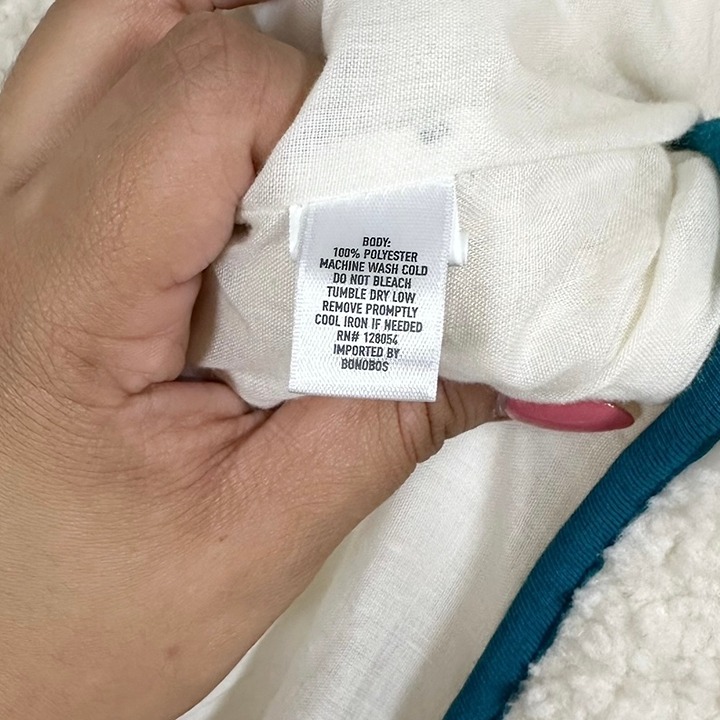 BODY:
100% POLYESTER
MACHINE WASH COLD
DO NOT BLEACH
TUMBLE DRY LOW
REMOVE PROMPTLY
COOL IRON IF NEEDED
RN# 128054
IMPORTED BY
BONOBOS